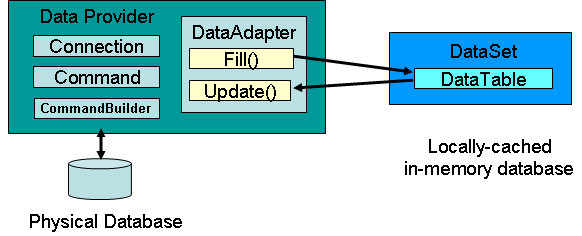 Data Provider
Connection
Command
CommandBuilder
DataAdapter
Fill()
Update()
DataSet
DataTable
Locally-cached
in-memory database
Physical Database